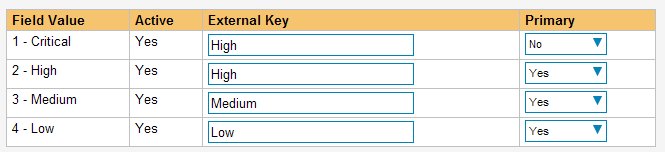 Field Value Active External Key Primary
1 - Critical Yes High No
2 - High Yes High Yes
3 - Medium Yes Medium Yes
4 - Low Yes Low Yes